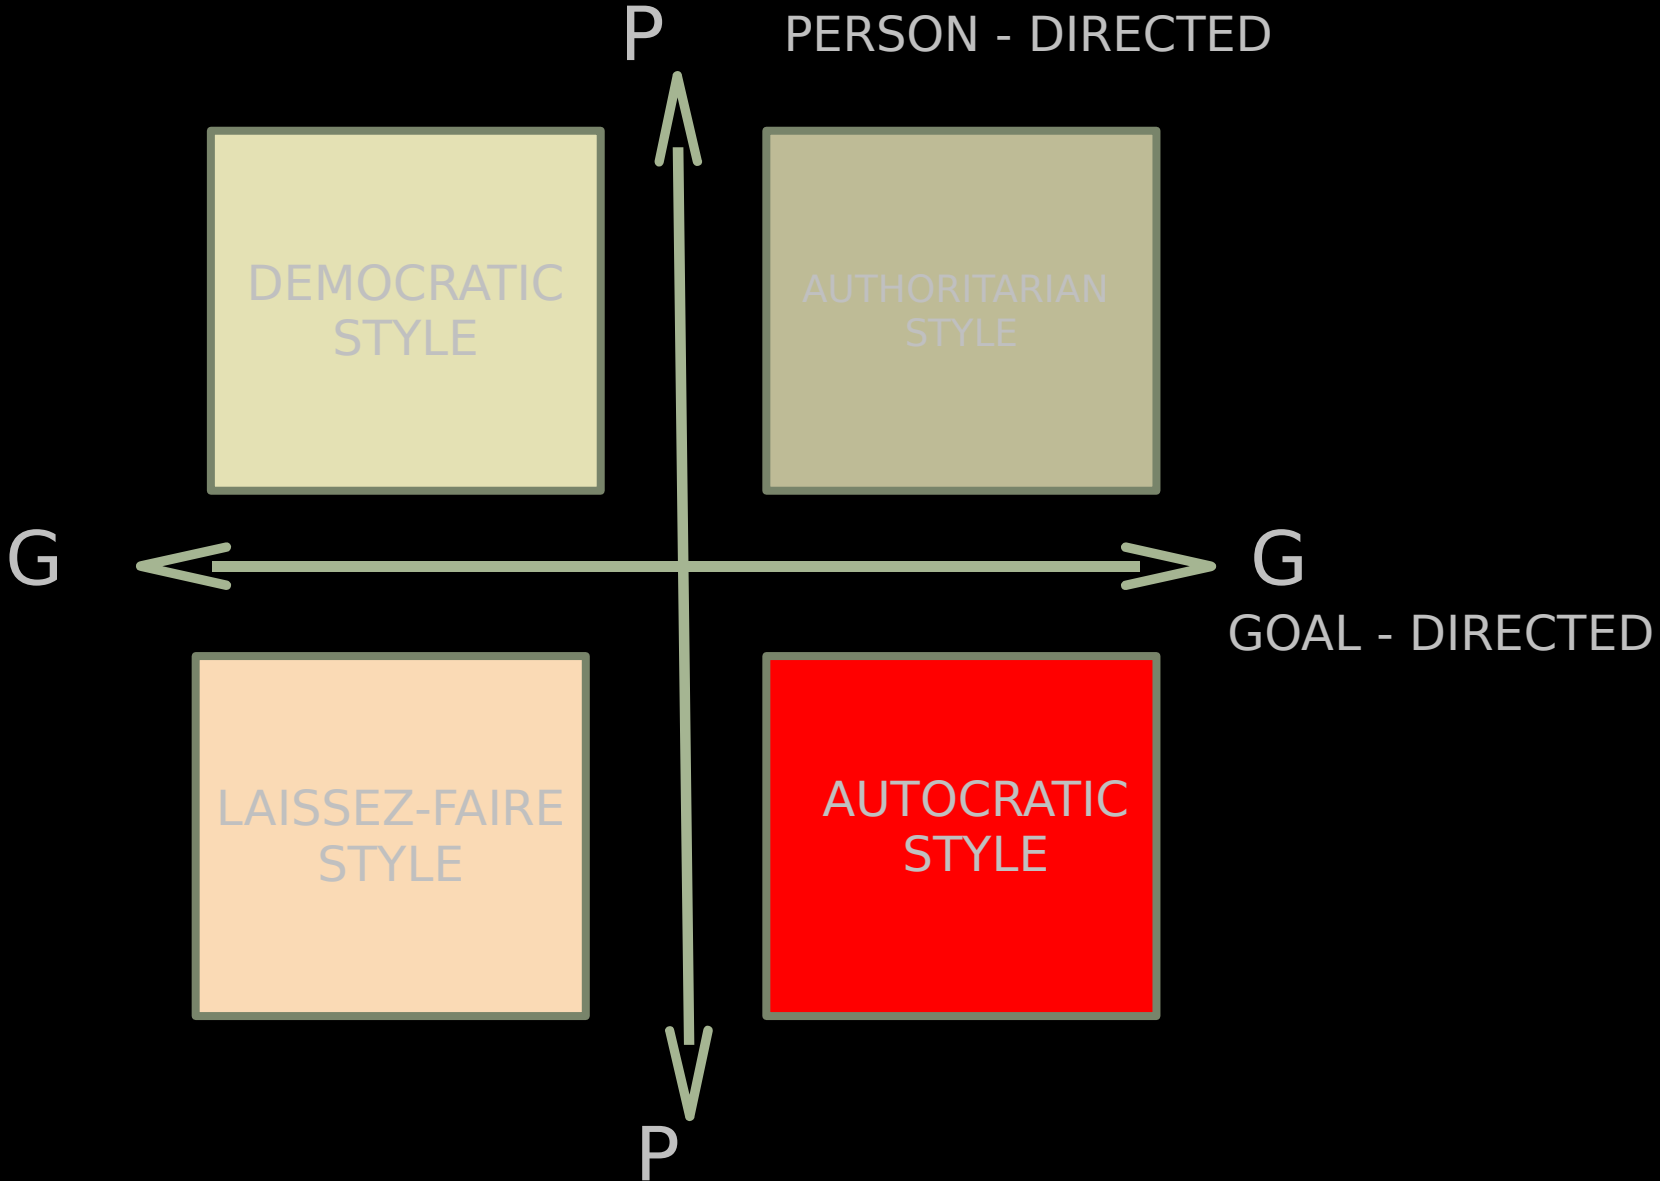 P
PERSON - DIRECTED
DEMOCRATIC
STYLE
AUTHORITARIAN
STYLE
G
G
GOAL - DIRECTED
LAISSEZ-FAIRE
STYLE
AUTOCRATIC
STYLE
P